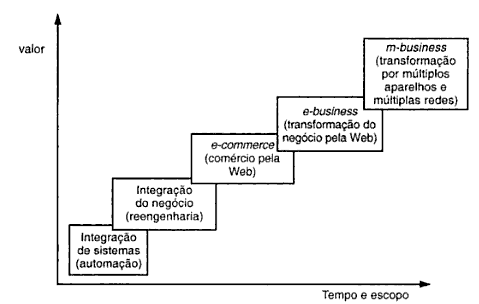 valor
m-business
(transformação
por múltiplos
aparelhos e
múltiplas redes)
e-business
(transformação do
negócio pela Web)
e-commerce
(comércio pela
Web)
Integração
do negócio
(reengenharia)
Integração
de sistemas
(automação)
Tempo e escopo